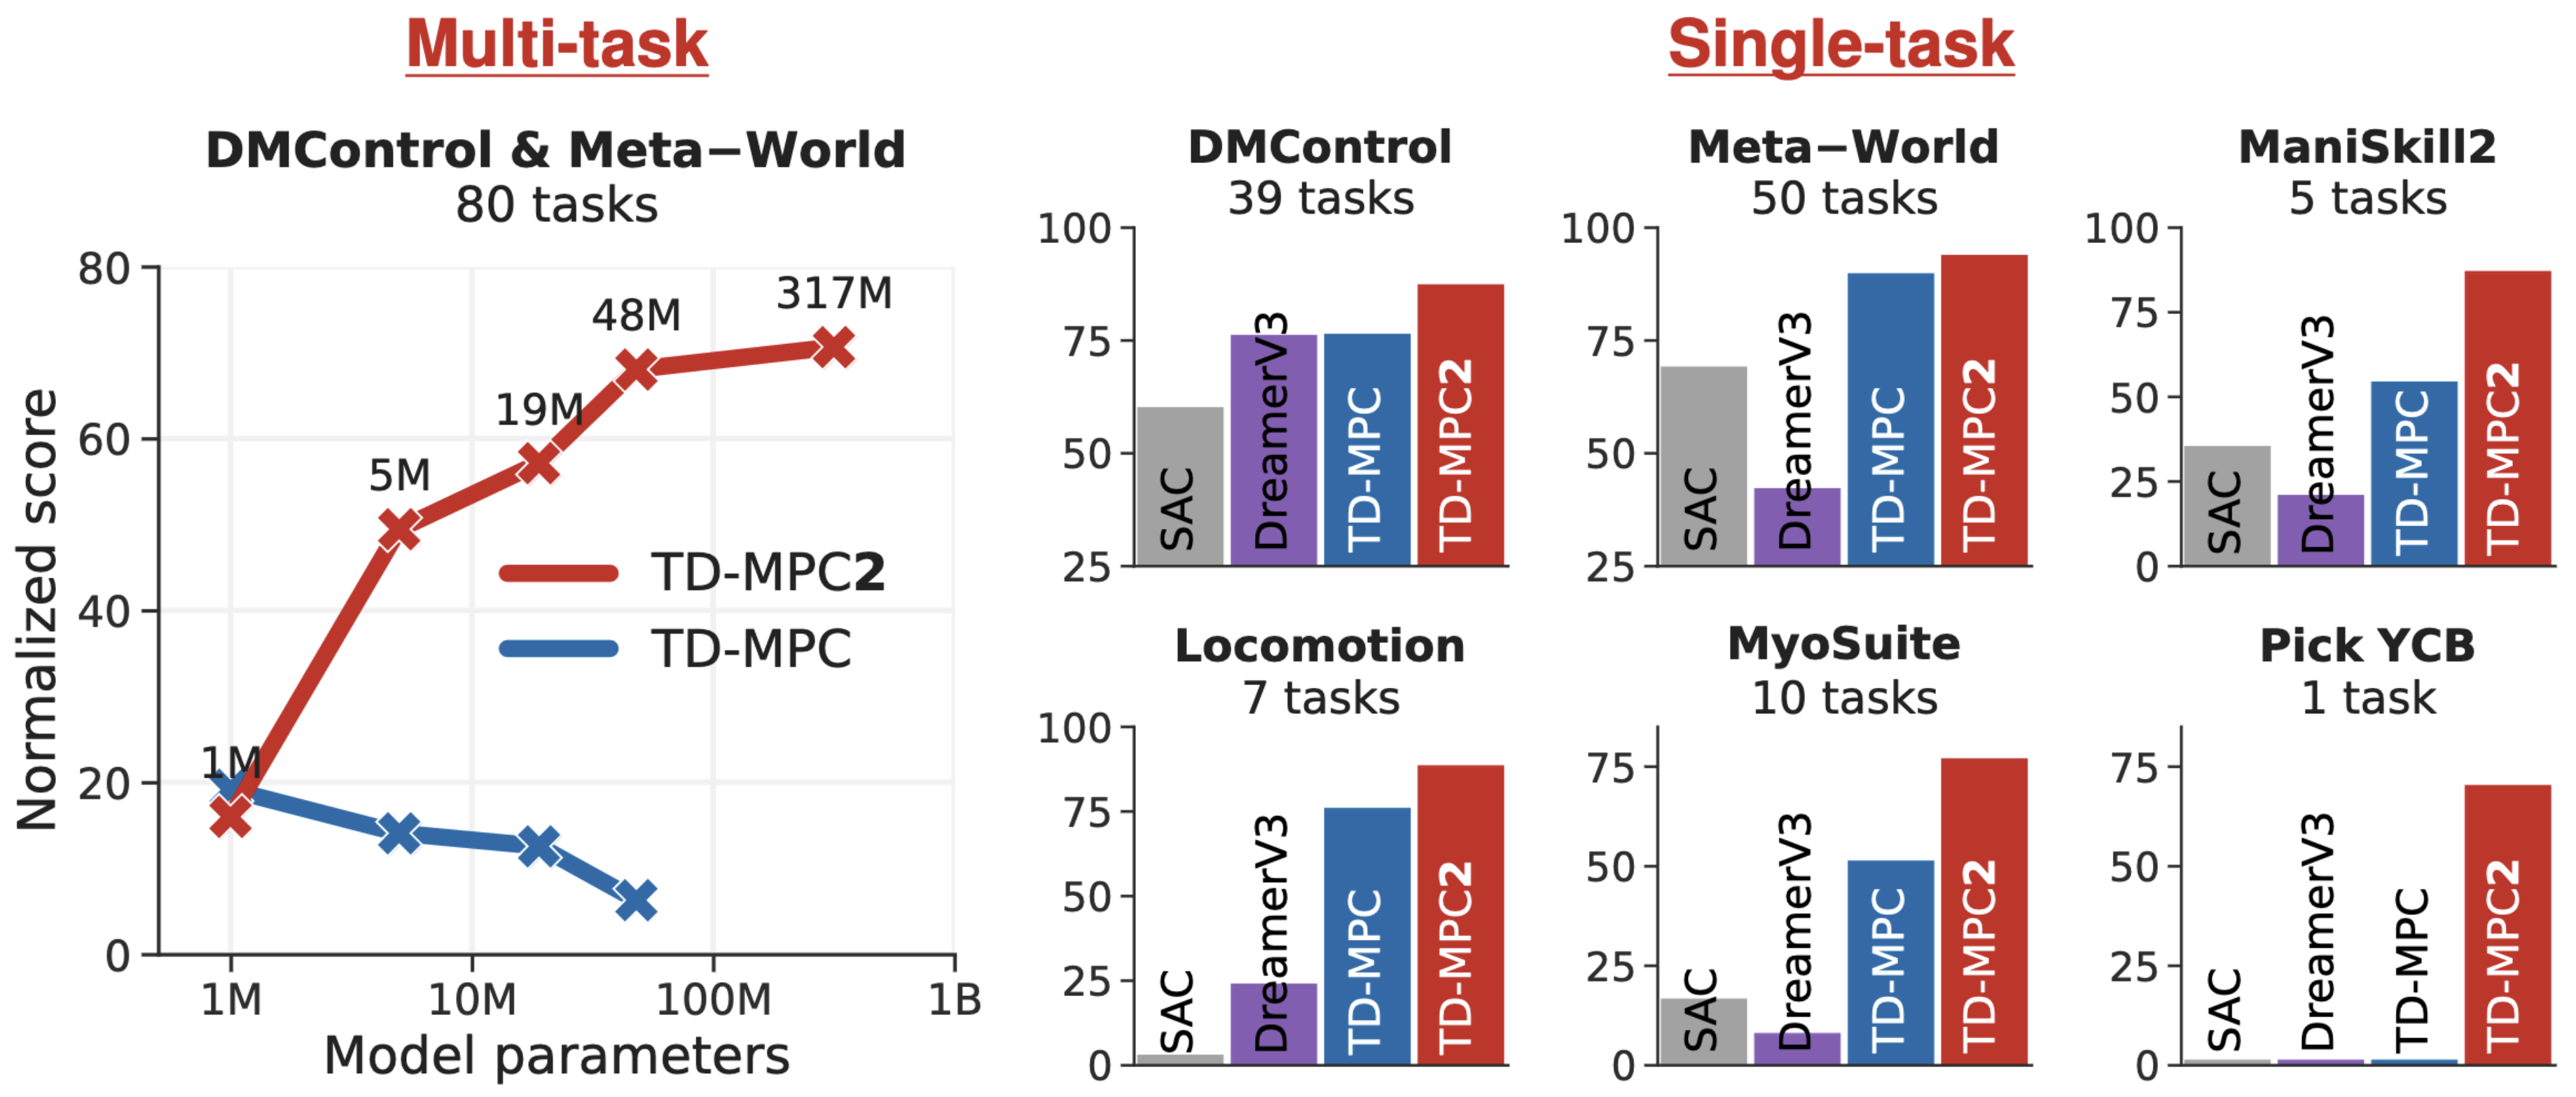 Multi-task
DMControl & Meta−World
80 tasks
Normalized score
80
60
40
20
0
1M
5M
19M
48M
317M
TD-MPC2
TD-MPC
1M
10M
100M
1B
Model parameters
Single-task
DMControl
39 tasks
100
75
50
25
SAC
DreamerV3
TD-MPC
TD-MPC2
Meta−World
50 tasks
100
75
50
25
SAC
DreamerV3
TD-MPC
TD-MPC2
ManiSkill2
5 tasks
100
75
50
25
0
SAC
DreamerV3
TD-MPC
TD-MPC2
Locomotion
7 tasks
100
75
50
25
0
SAC
DreamerV3
TD-MPC
TD-MPC2
MyoSuite
10 tasks
75
50
25
0
SAC
DreamerV3
TD-MPC
TD-MPC2
Pick YCB
1 task
75
50
25
0
SAC
DreamerV3
TD-MPC
TD-MPC2